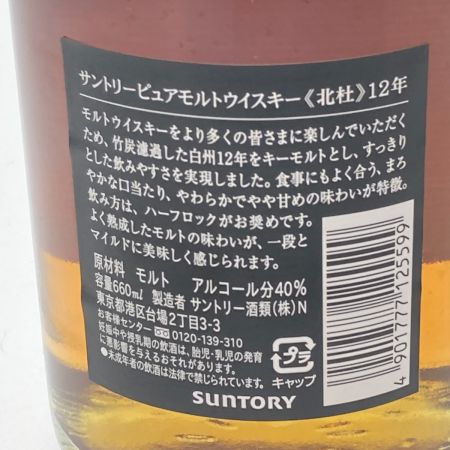 サントリーピュアモルトウイスキー《北杜》12年
モルトウイスキーをより多くの皆さまに楽しんでいただく
ため、竹炭濾過した白州12年をキーモルトとし、すっきり
とした飲みやすさを実現しました。食事にもよく合う、まろ
やかな口当たり、やわらかでやや甘めの味わいが特徴。
飲み方は、ハーフロックがお奨めです。
よく熟成したモルトの味わいが、一段と
マイルドに美味しく感じられます。
原材料 モルト アルコール分40%
容量660ml 製造者 サントリー酒類(株)N
東京都港区台場2丁目3-3
お客様センター 0120-139-310
妊娠中や授乳期の飲酒は、胎児・乳児の発育
に悪影響を与えるおそれがあります。
●未成年者の飲酒は法律で禁じられています。
プラ
キャップ
SUNTORY
4 901777 125599